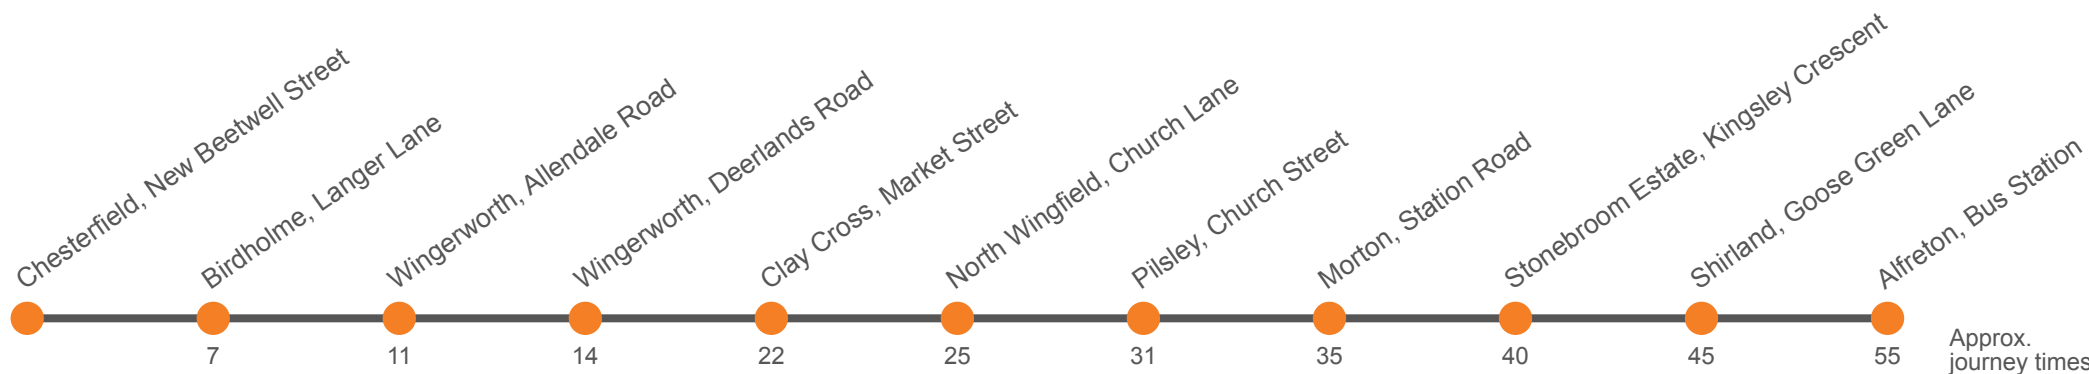 Chesterfield, New Beetwell Street
Birdholme, Langer Lane
Wingerworth, Allendale Road
Wingerworth, Deerlands Road
Clay Cross, Market Street
North Wingfield, Church Lane
Pilsley, Church Street
Morton, Station Road
Stonebroom Estate, Kingsley Crescent
Shirland, Goose Green Lane
Alfreton, Bus Station
7 11 14 22 25 31 35 40 45 55
Approx.
journey times